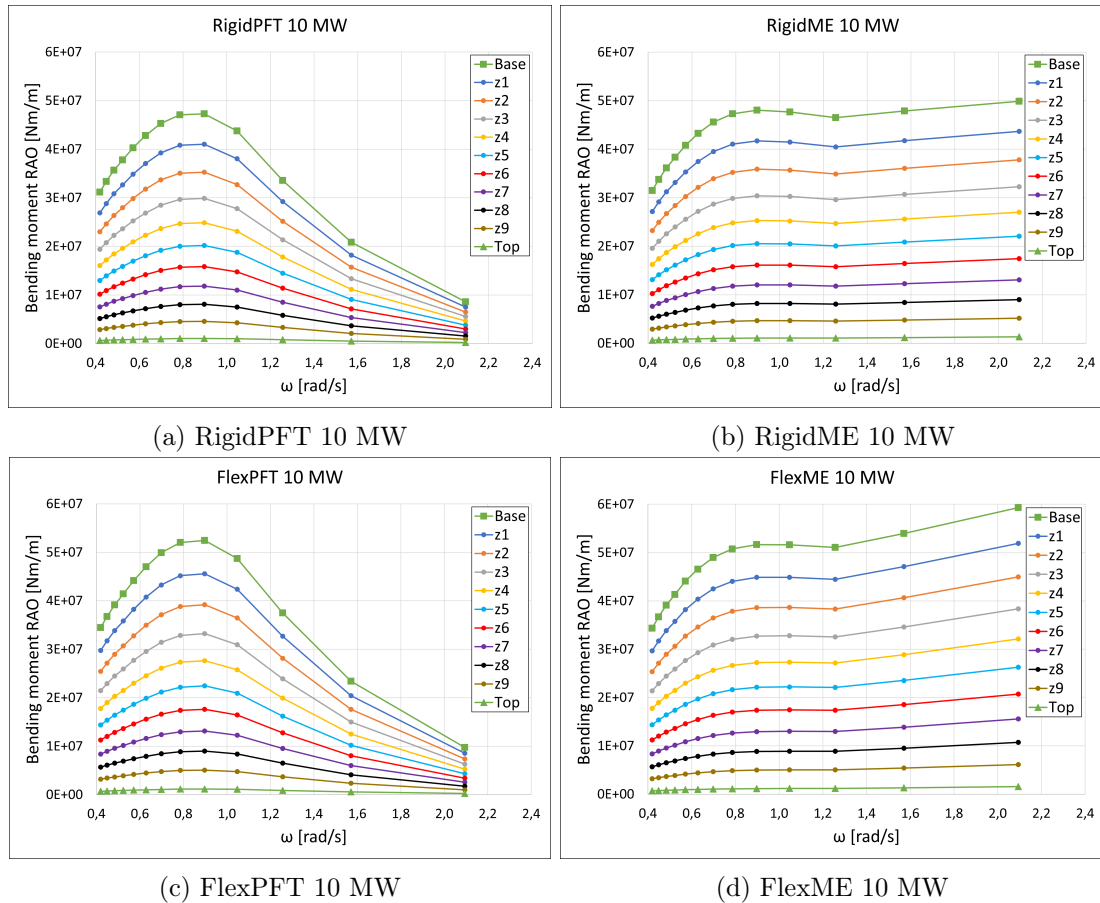 RigidPFT 10 MW
Bending moment RAO [Nm/m]
6E+07
5E+07
4E+07
3E+07
2E+07
1E+07
0E+00
0,4 0,6 0,8 1,0 1,2 1,4 1,6 1,8 2,0 2,2 2,4
ω [rad/s]
Base
z1
z2
z3
z4
z5
z6
z7
z8
z9
Top
(a) RigidPFT 10 MW
RigidME 10 MW
Bending moment RAO [Nm/m]
6E+07
5E+07
4E+07
3E+07
2E+07
1E+07
0E+00
0,4 0,6 0,8 1,0 1,2 1,4 1,6 1,8 2,0 2,2 2,4
ω [rad/s]
Base
z1
z2
z3
z4
z5
z6
z7
z8
z9
Top
(b) RigidME 10 MW
FlexPFT 10 MW
Bending moment RAO [Nm/m]
6E+07
5E+07
4E+07
3E+07
2E+07
1E+07
0E+00
0,4 0,6 0,8 1,0 1,2 1,4 1,6 1,8 2,0 2,2 2,4
ω [rad/s]
Base
z1
z2
z3
z4
z5
z6
z7
z8
z9
Top
(c) FlexPFT 10 MW
FlexME 10 MW
Bending moment RAO [Nm/m]
6E+07
5E+07
4E+07
3E+07
2E+07
1E+07
0E+00
0,4 0,6 0,8 1,0 1,2 1,4 1,6 1,8 2,0 2,2 2,4
ω [rad/s]
Base
z1
z2
z3
z4
z5
z6
z7
z8
z9
Top
(d) FlexME 10 MW